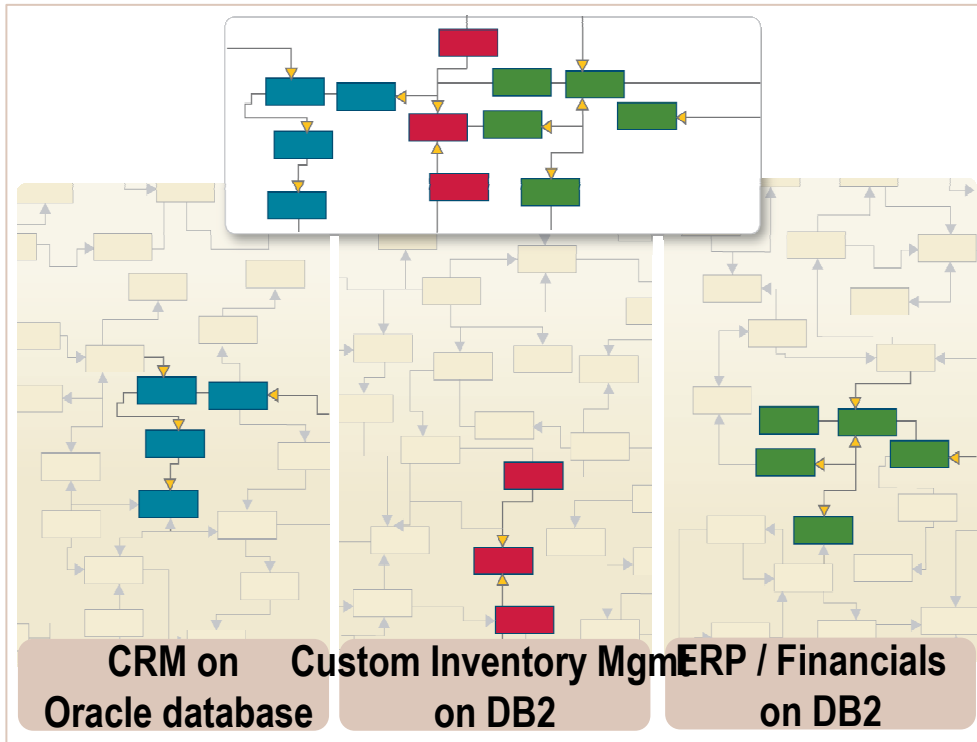 CRM on
Oracle database
Custom Inventory Mgmt
on DB2
ERP / Financials
on DB2